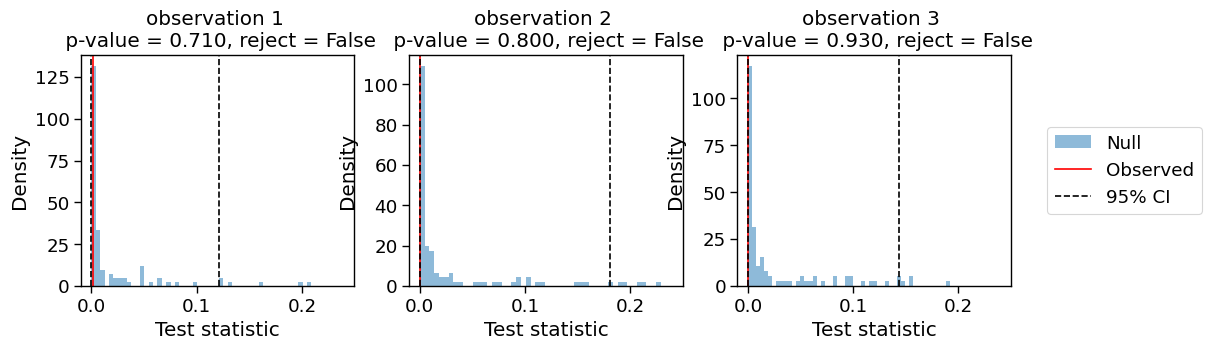 observation 1
p-value = 0.710, reject = False
observation 2
p-value = 0.800, reject = False
observation 3
p-value = 0.930, reject = False
Density
125
100
75
50
25
0
0.0
0.1
0.2
Test statistic
Density
100
80
60
40
20
0
0.0
0.1
0.2
Test statistic
Density
100
75
50
25
0
0.0
0.1
0.2
Test statistic
Null
Observed
95% CI